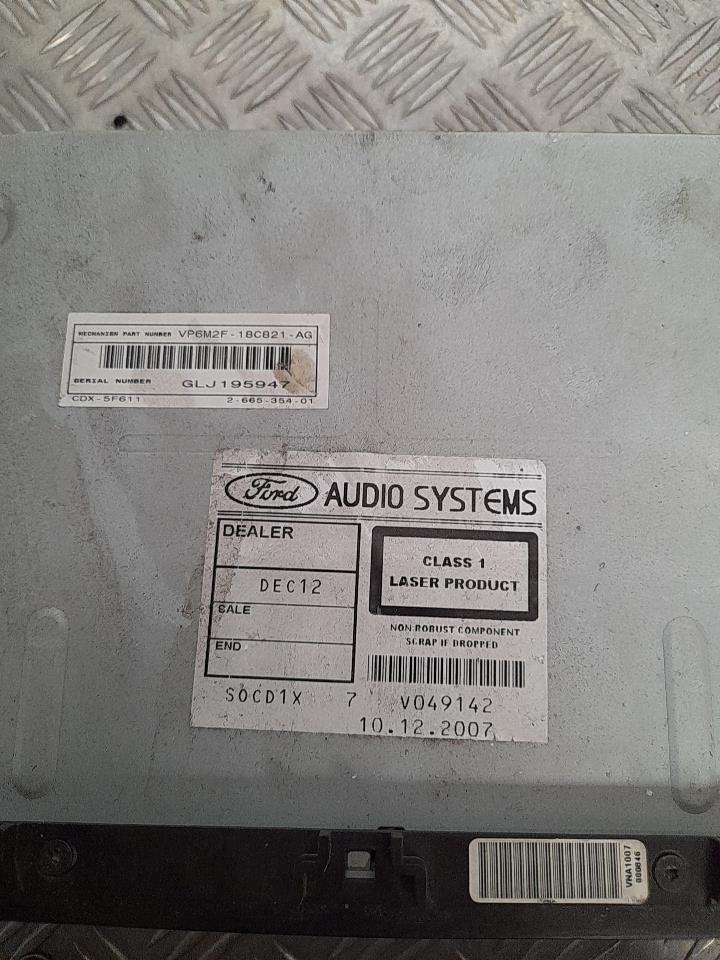 MECHANISM PART NUMBER VP6M2F-18C821-AG
SERIAL NUMBER GLJ195947
CDX-5F611 2-665-354-01
Ford AUDIO SYSTEMS
DEALER
DEC12
SALE
END
CLASS 1
LASER PRODUCT
NON ROBUST COMPONENT
SCRAP IF DROPPED
SOCD1X 7 V049142
10.12.2007
VNA1007
000846